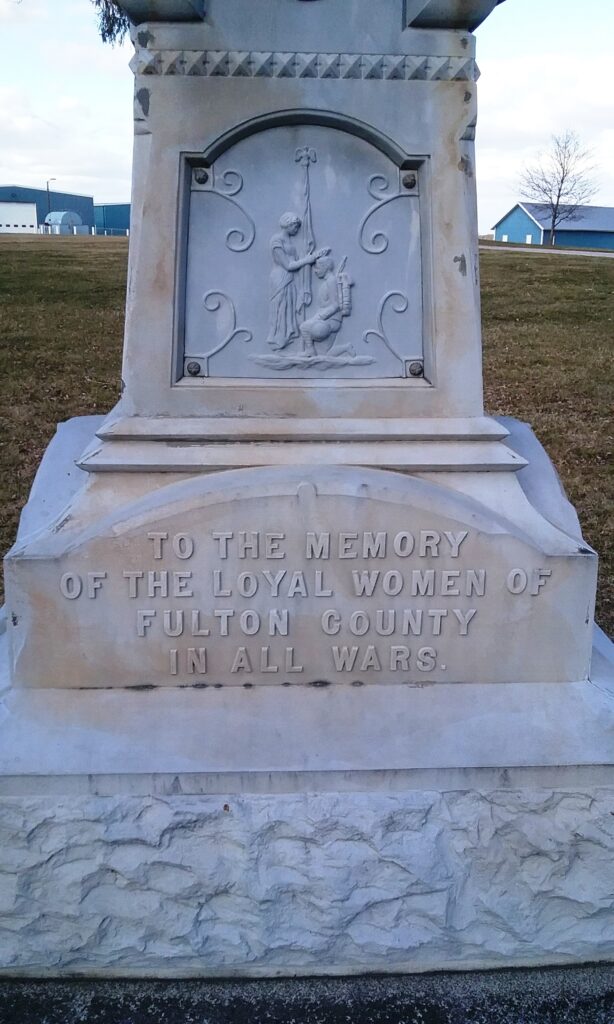 TO THE MEMORY
OF THE LOYAL WOMEN OF
FULTON COUNTY
IN ALL WARS.